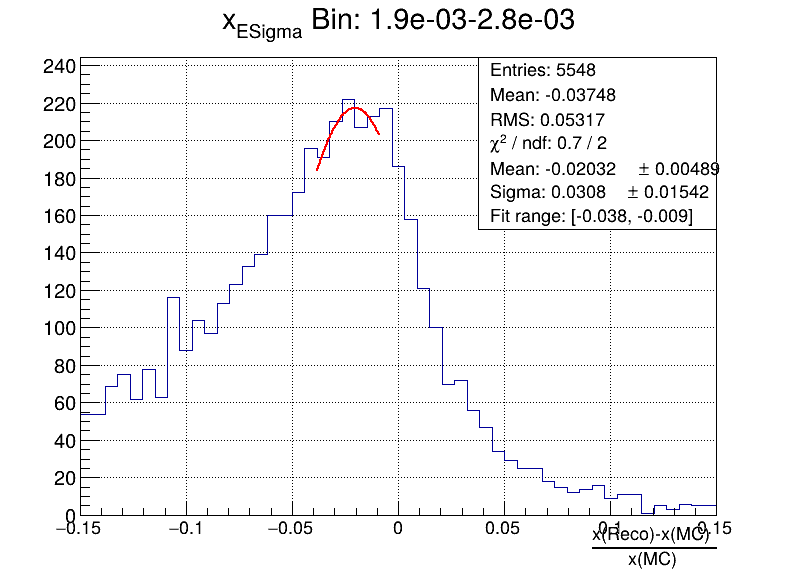 xESigma Bin: 1.9e-03-2.8e-03
Entries: 5548
Mean: -0.03748
RMS: 0.05317
χ² / ndf: 0.7 / 2
Mean: -0.02032 ± 0.00489
Sigma: 0.0308 ± 0.01542
Fit range: [-0.038, -0.009]
240
220
200
180
160
140
120
100
80
60
40
20
0
−0.15 −0.1 −0.05 0 0.05 0.1 0.15
x(Reco)-x(MC)
x(MC)